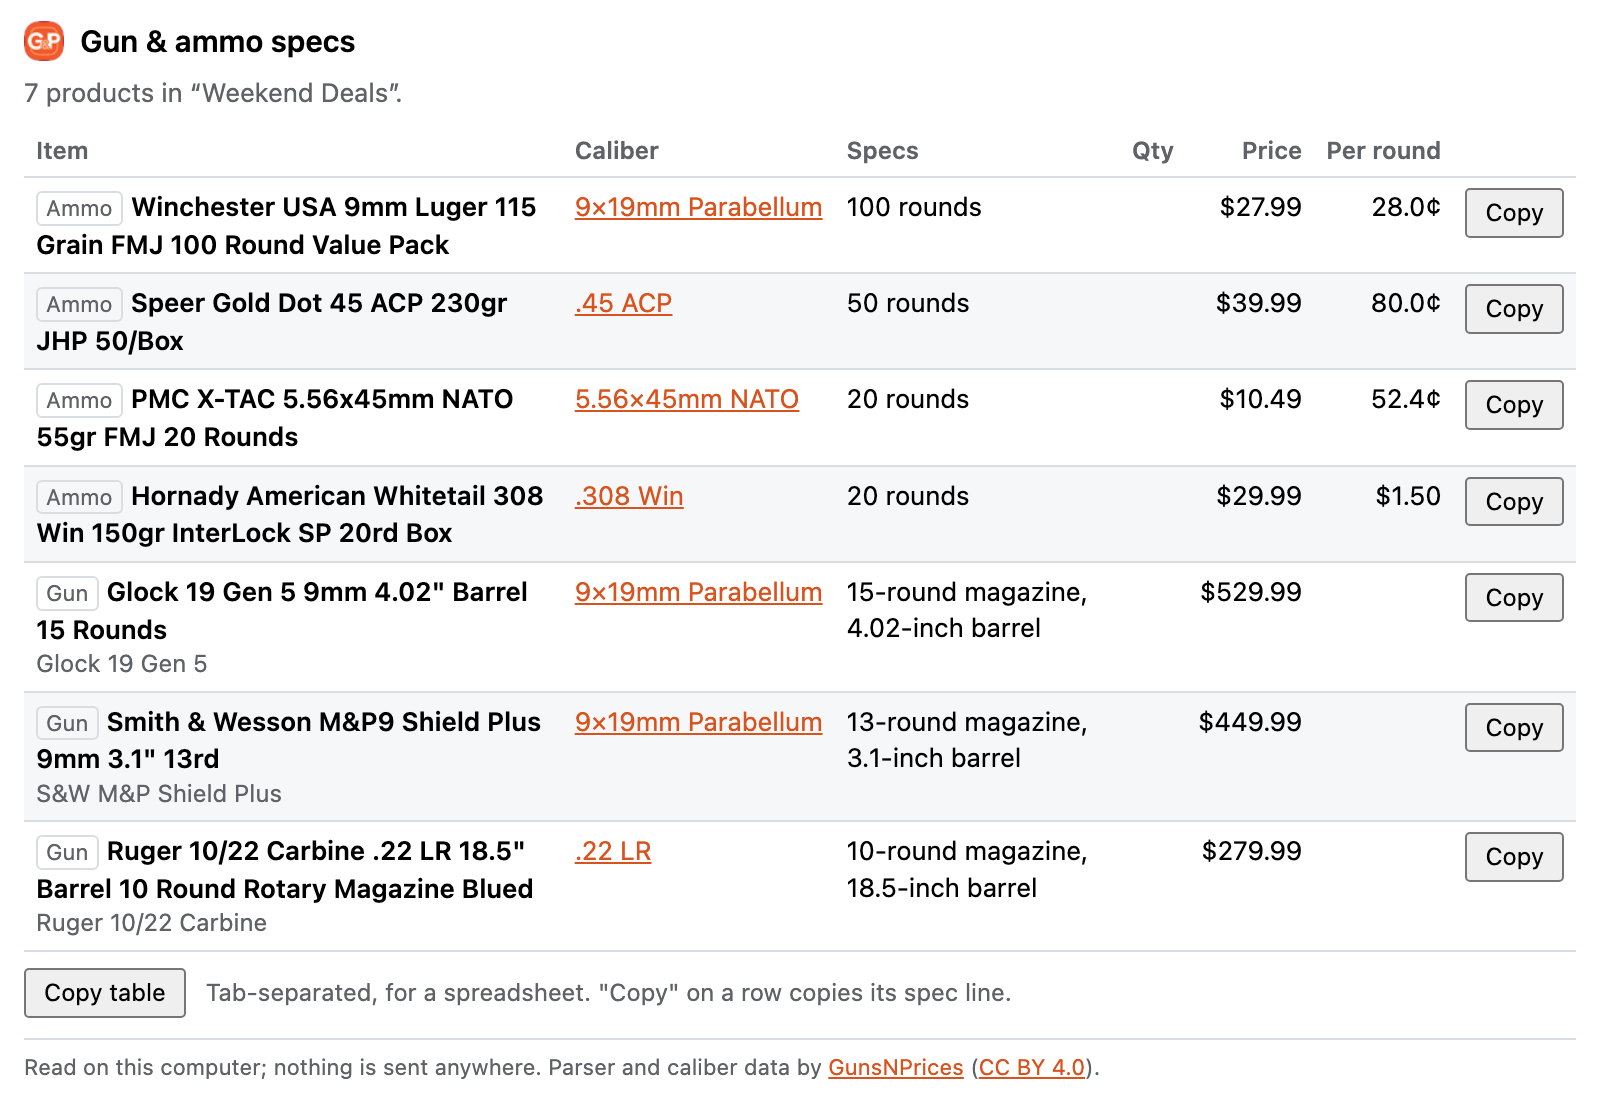 G&P Gun & ammo specs
7 products in “Weekend Deals”.
Item Caliber Specs Qty Price Per round
Ammo Winchester USA 9mm Luger 115 9×19mm Parabellum 100 rounds $27.99 28.0¢ Copy
Grain FMJ 100 Round Value Pack
Ammo Speer Gold Dot 45 ACP 230gr .45 ACP 50 rounds $39.99 80.0¢ Copy
JHP 50/Box
Ammo PMC X-TAC 5.56x45mm NATO 5.56×45mm NATO 20 rounds $10.49 52.4¢ Copy
55gr FMJ 20 Rounds
Ammo Hornady American Whitetail 308 .308 Win 20 rounds $29.99 $1.50 Copy
Win 150gr InterLock SP 20rd Box
Gun Glock 19 Gen 5 9mm 4.02" Barrel 9×19mm Parabellum 15-round magazine, $529.99 Copy
15 Rounds 4.02-inch barrel
Glock 19 Gen 5
Gun Smith & Wesson M&P9 Shield Plus 9×19mm Parabellum 13-round magazine, $449.99 Copy
9mm 3.1" 13rd 3.1-inch barrel
S&W M&P Shield Plus
Gun Ruger 10/22 Carbine .22 LR 18.5" .22 LR 10-round magazine, $279.99 Copy
Barrel 10 Round Rotary Magazine Blued 18.5-inch barrel
Ruger 10/22 Carbine
Copy table Tab-separated, for a spreadsheet. "Copy" on a row copies its spec line.
Read on this computer; nothing is sent anywhere. Parser and caliber data by GunsNPrices (CC BY 4.0).